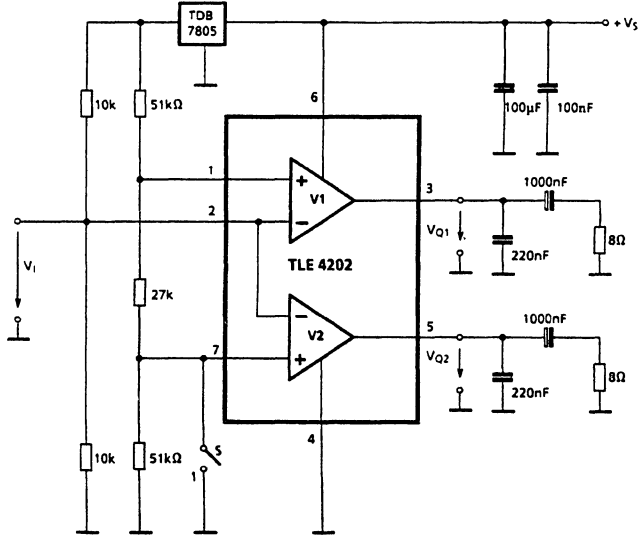 TDB
7805
+ Vs
10k
51kΩ
6
100µF
100nF
1
+
V1
2
−
3
1000nF
VQ1
220nF
8Ω
VI
TLE 4202
27k
−
V2
+
5
1000nF
7
VQ2
220nF
8Ω
4
10k
51kΩ
S
1